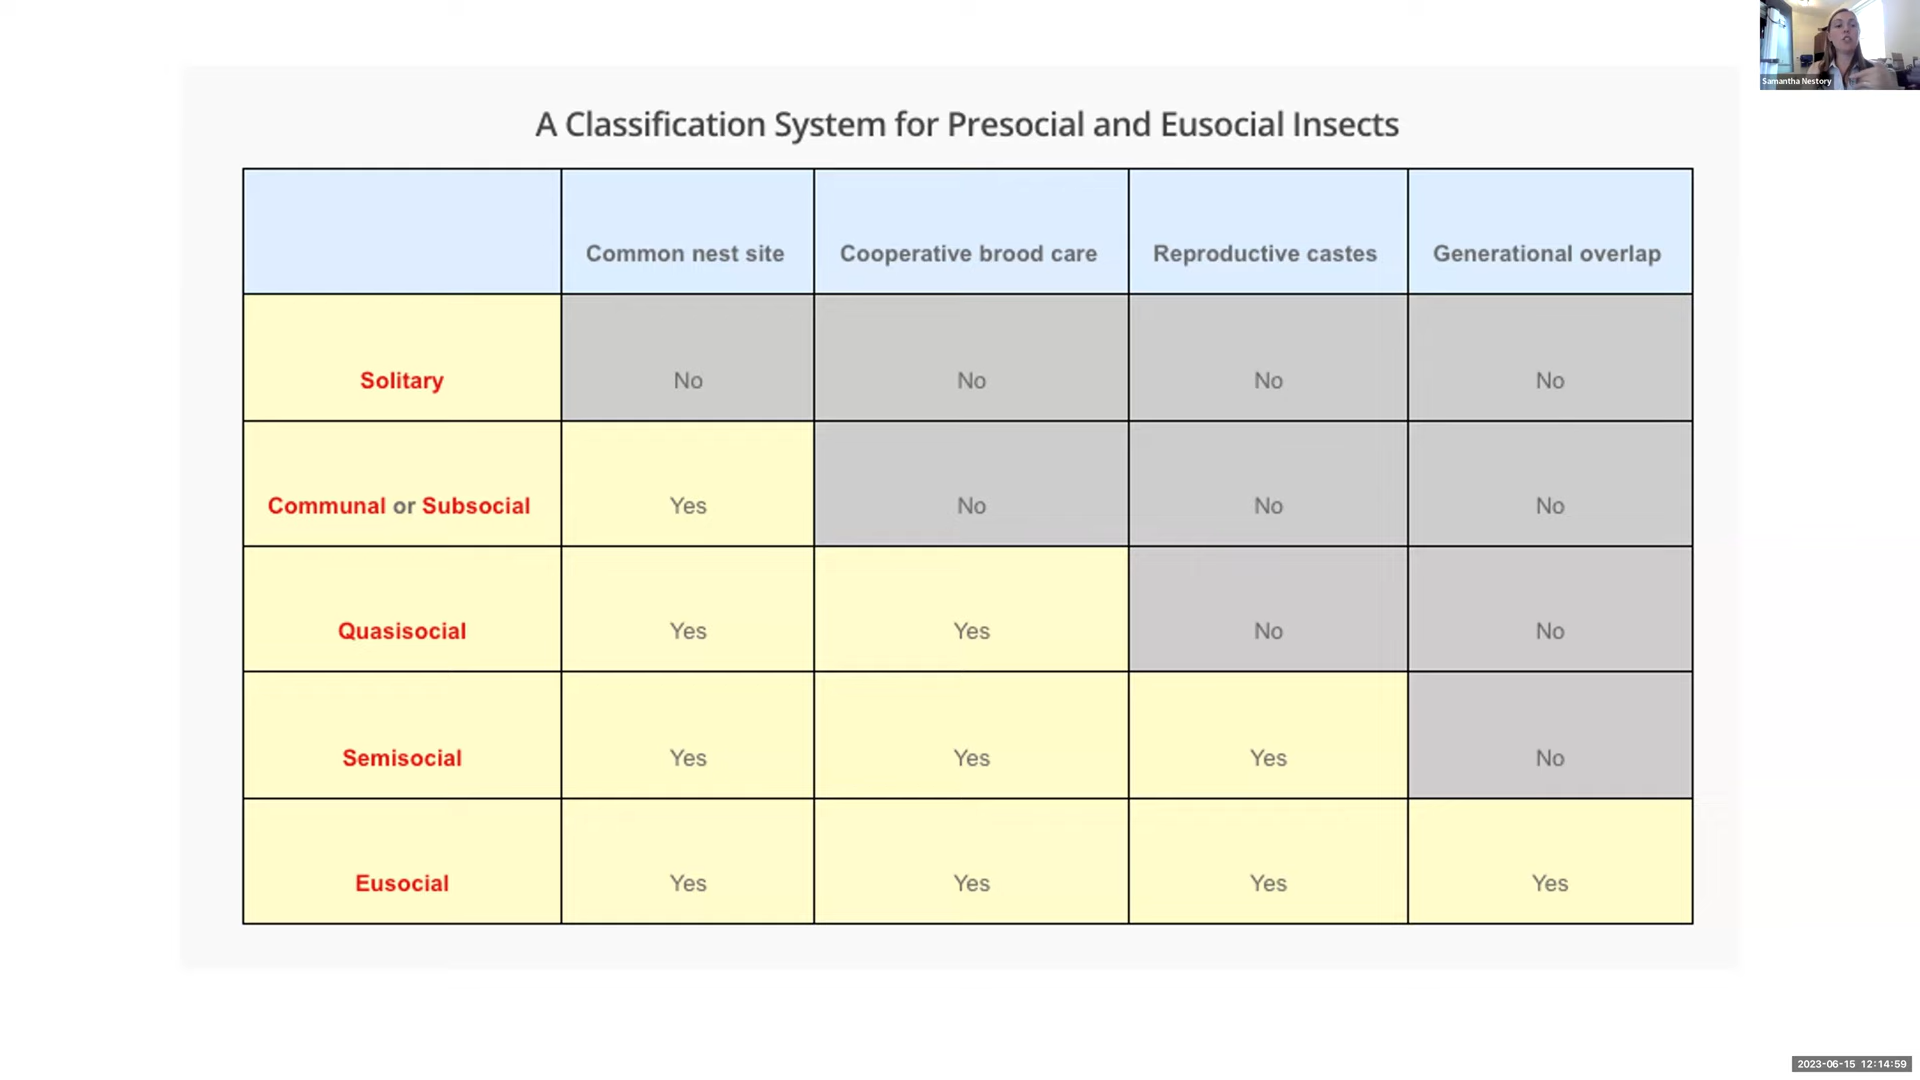 Samantha Nestory
A Classification System for Presocial and Eusocial Insects
Common nest site Cooperative brood care Reproductive castes Generational overlap
Solitary No No No No
Communal or Subsocial Yes No No No
Quasisocial Yes Yes No No
Semisocial Yes Yes Yes No
Eusocial Yes Yes Yes Yes
2023-06-15 12:14:59